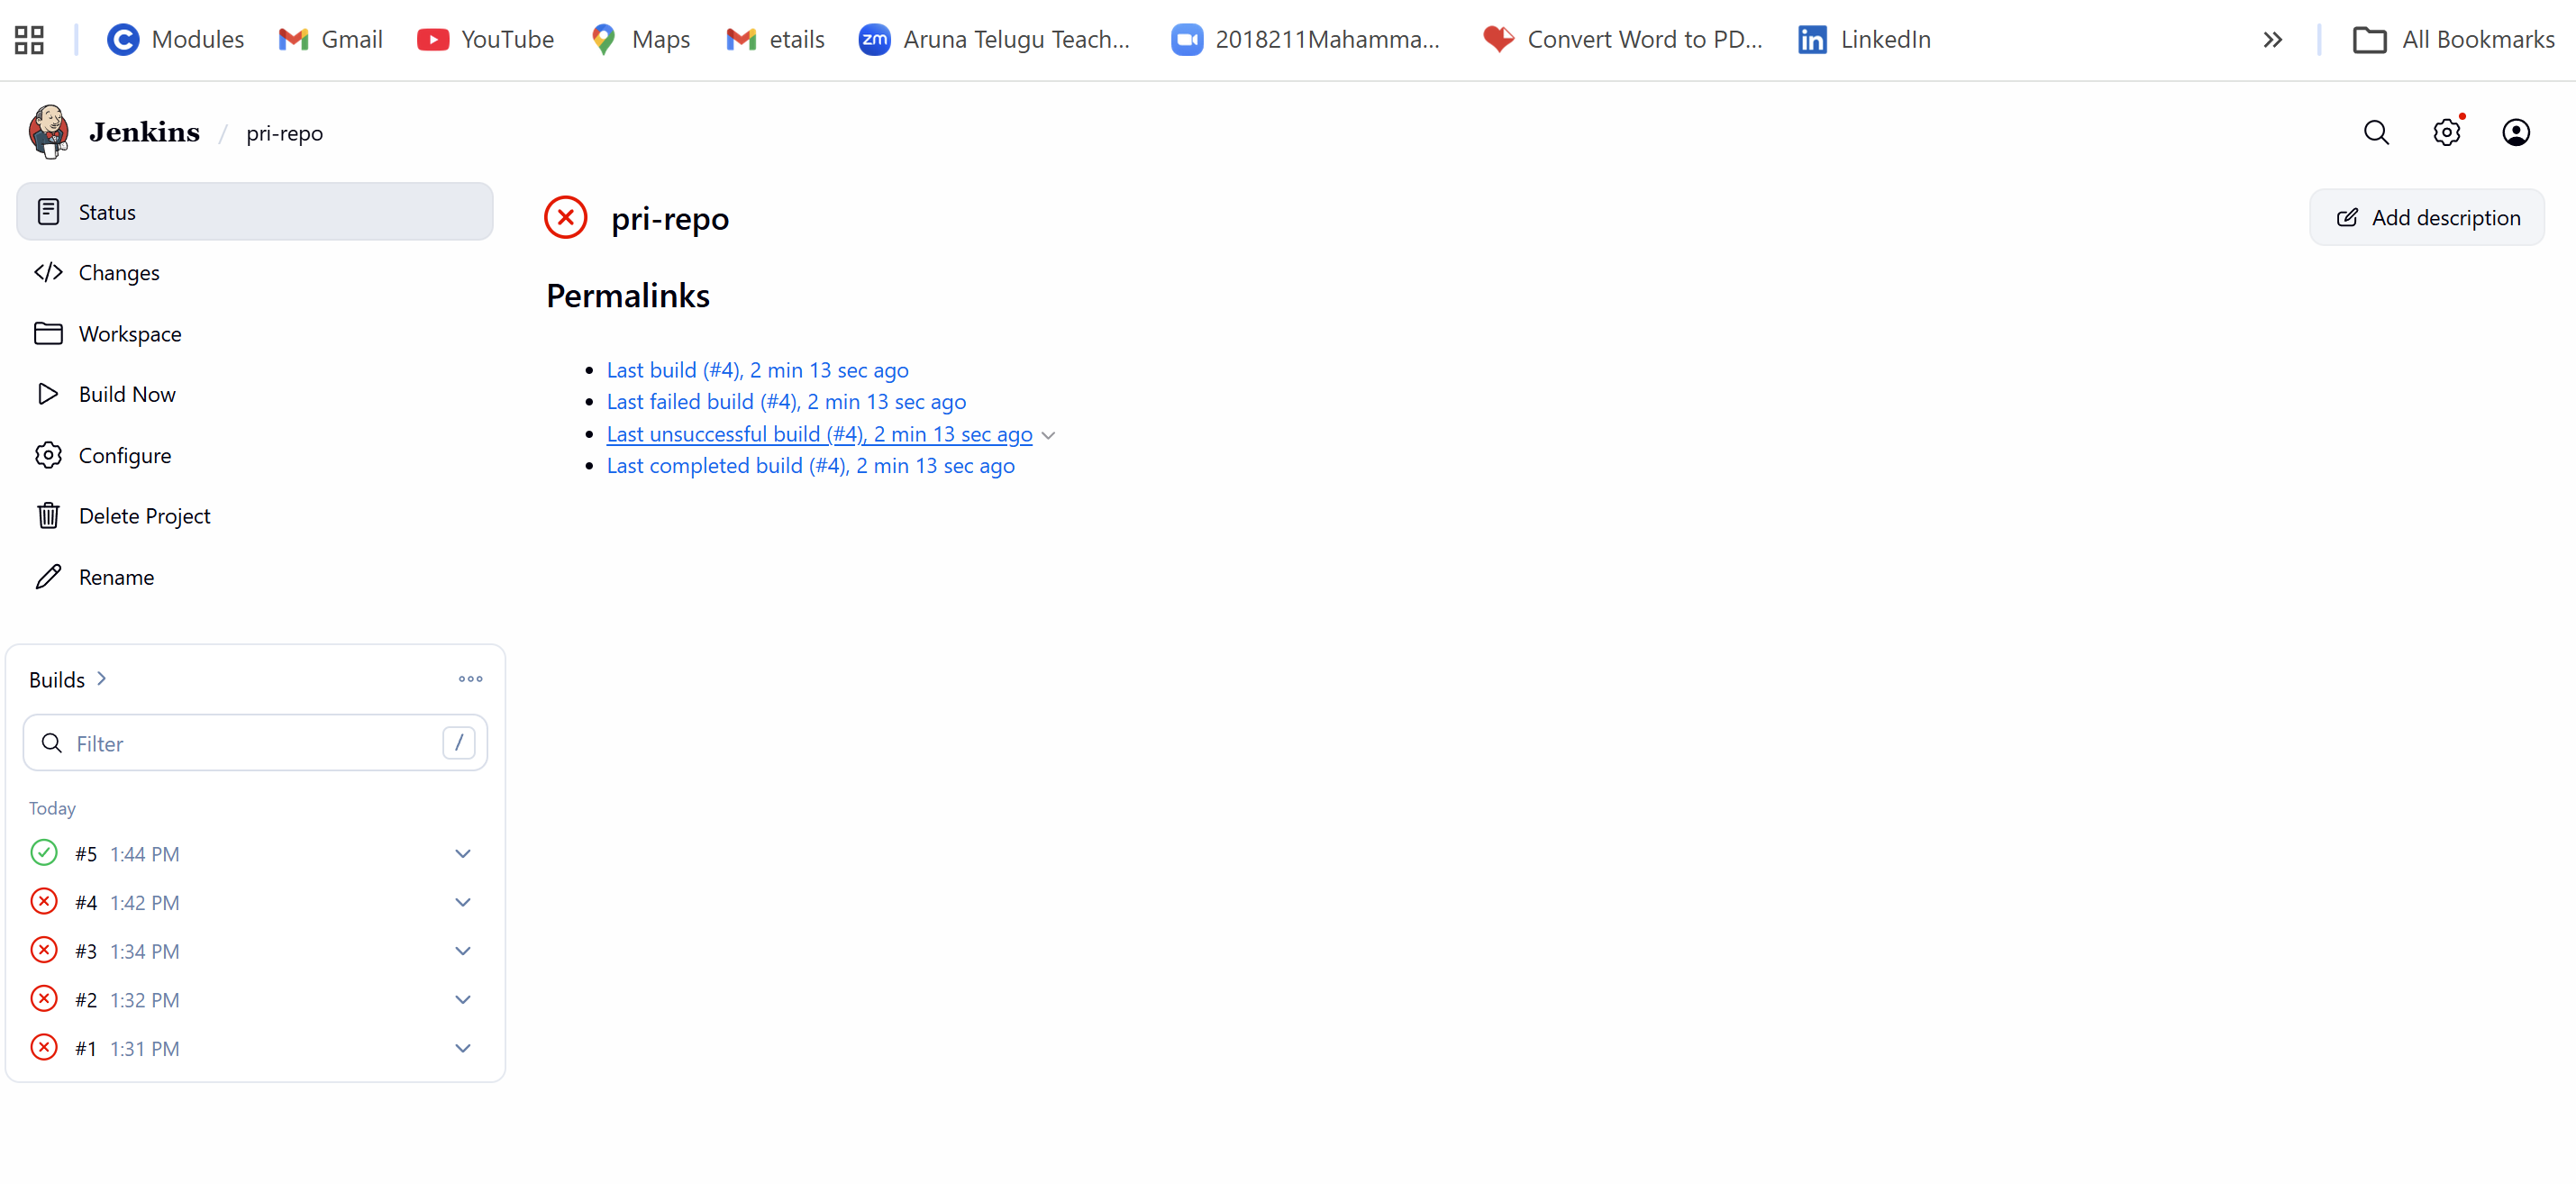 Modules Gmail YouTube Maps etails zm Aruna Telugu Teach... 2018211Mahamma... Convert Word to PD... in LinkedIn All Bookmarks
Jenkins / pri-repo
Status
Changes
Workspace
Build Now
Configure
Delete Project
Rename
Builds
Filter /
Today
#5 1:44 PM
#4 1:42 PM
#3 1:34 PM
#2 1:32 PM
#1 1:31 PM
pri-repo
Add description
Permalinks
Last build (#4), 2 min 13 sec ago
Last failed build (#4), 2 min 13 sec ago
Last unsuccessful build (#4), 2 min 13 sec ago
Last completed build (#4), 2 min 13 sec ago